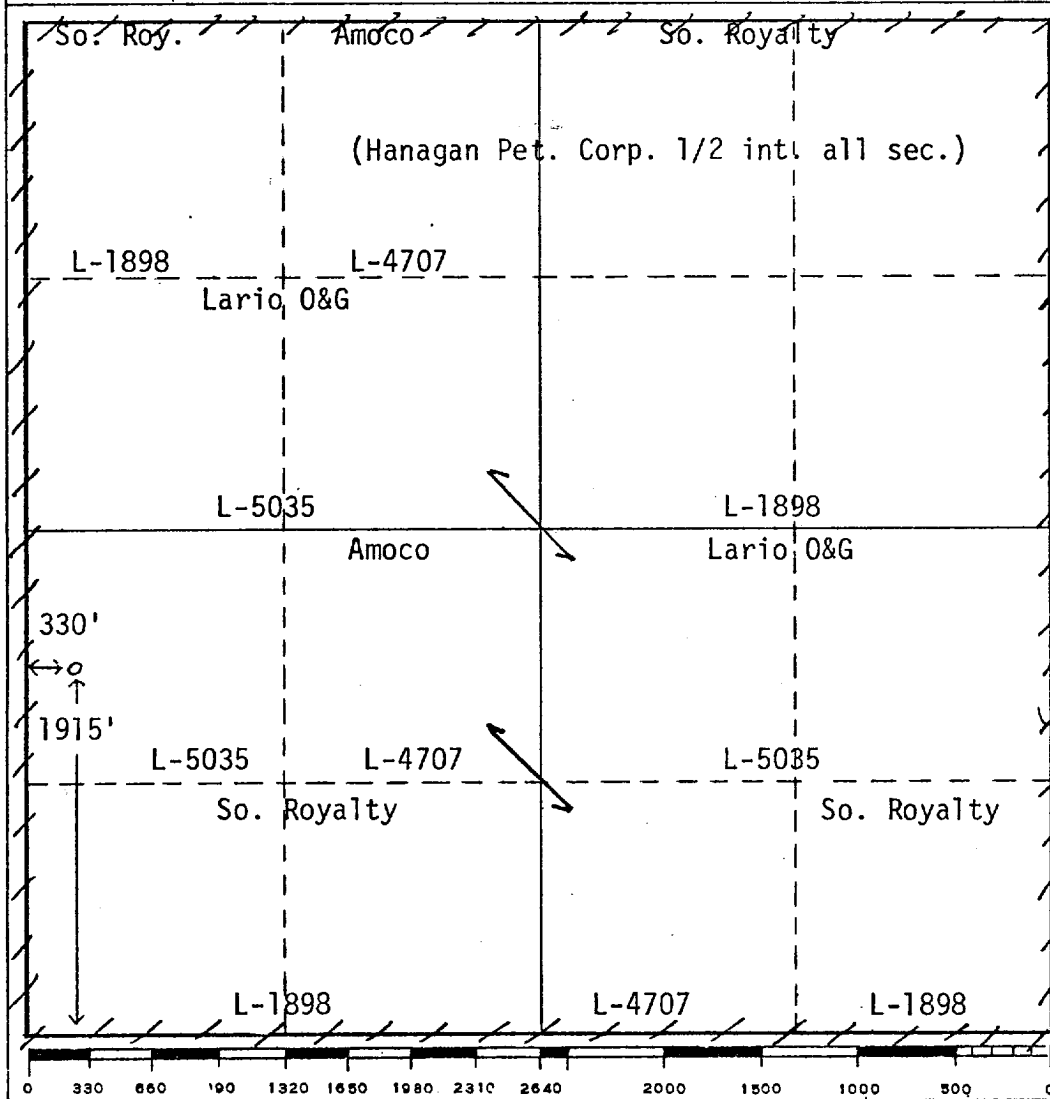 So. Roy. Amoco So. Royalty
(Hanagan Pet. Corp. 1/2 int. all sec.)
L-1898 L-4707
Lario O&G
L-5035 L-1898
Amoco Lario O&G
330'
1915'
L-5035 L-4707 L-5035
So. Royalty So. Royalty
L-1898 L-4707 L-1898
0 330 660 '90 1320 1650 1980 2310 2640 2000 1500 1000 500 0